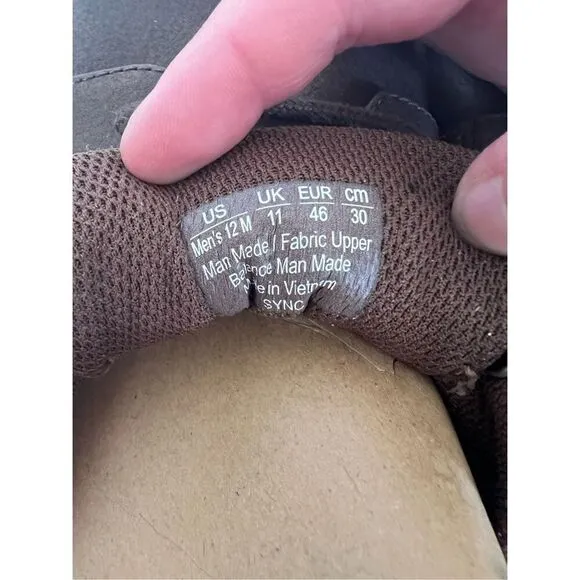 US UK EUR cm
Men's 12 M 11 46 30
Man Made / Fabric Upper
Balance Man Made
Made in Vietnam
SYNC